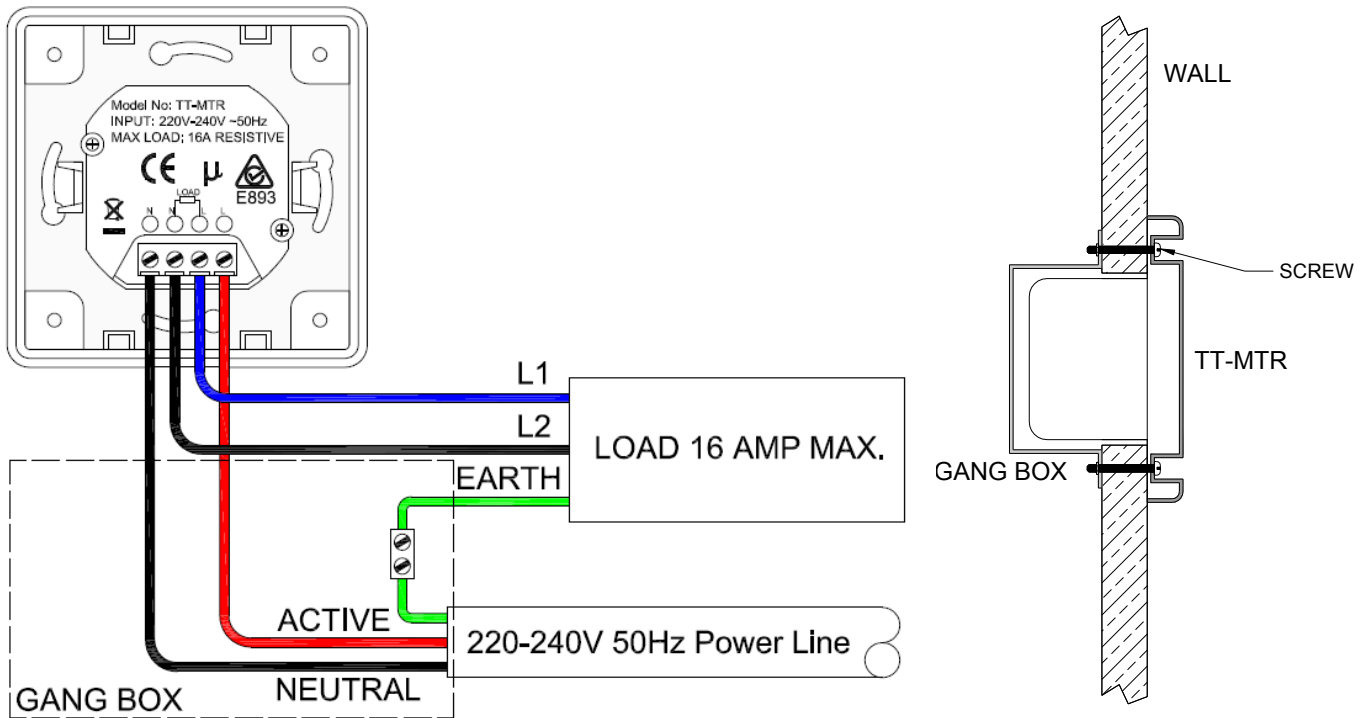 Model No: TT-MTR
INPUT: 220V-240V ~50Hz
MAX LOAD; 16A RESISTIVE
CE μ
E893
LOAD
N N L L
L1
L2
LOAD 16 AMP MAX.
EARTH
ACTIVE
220-240V 50Hz Power Line
NEUTRAL
GANG BOX
WALL
SCREW
TT-MTR
GANG BOX